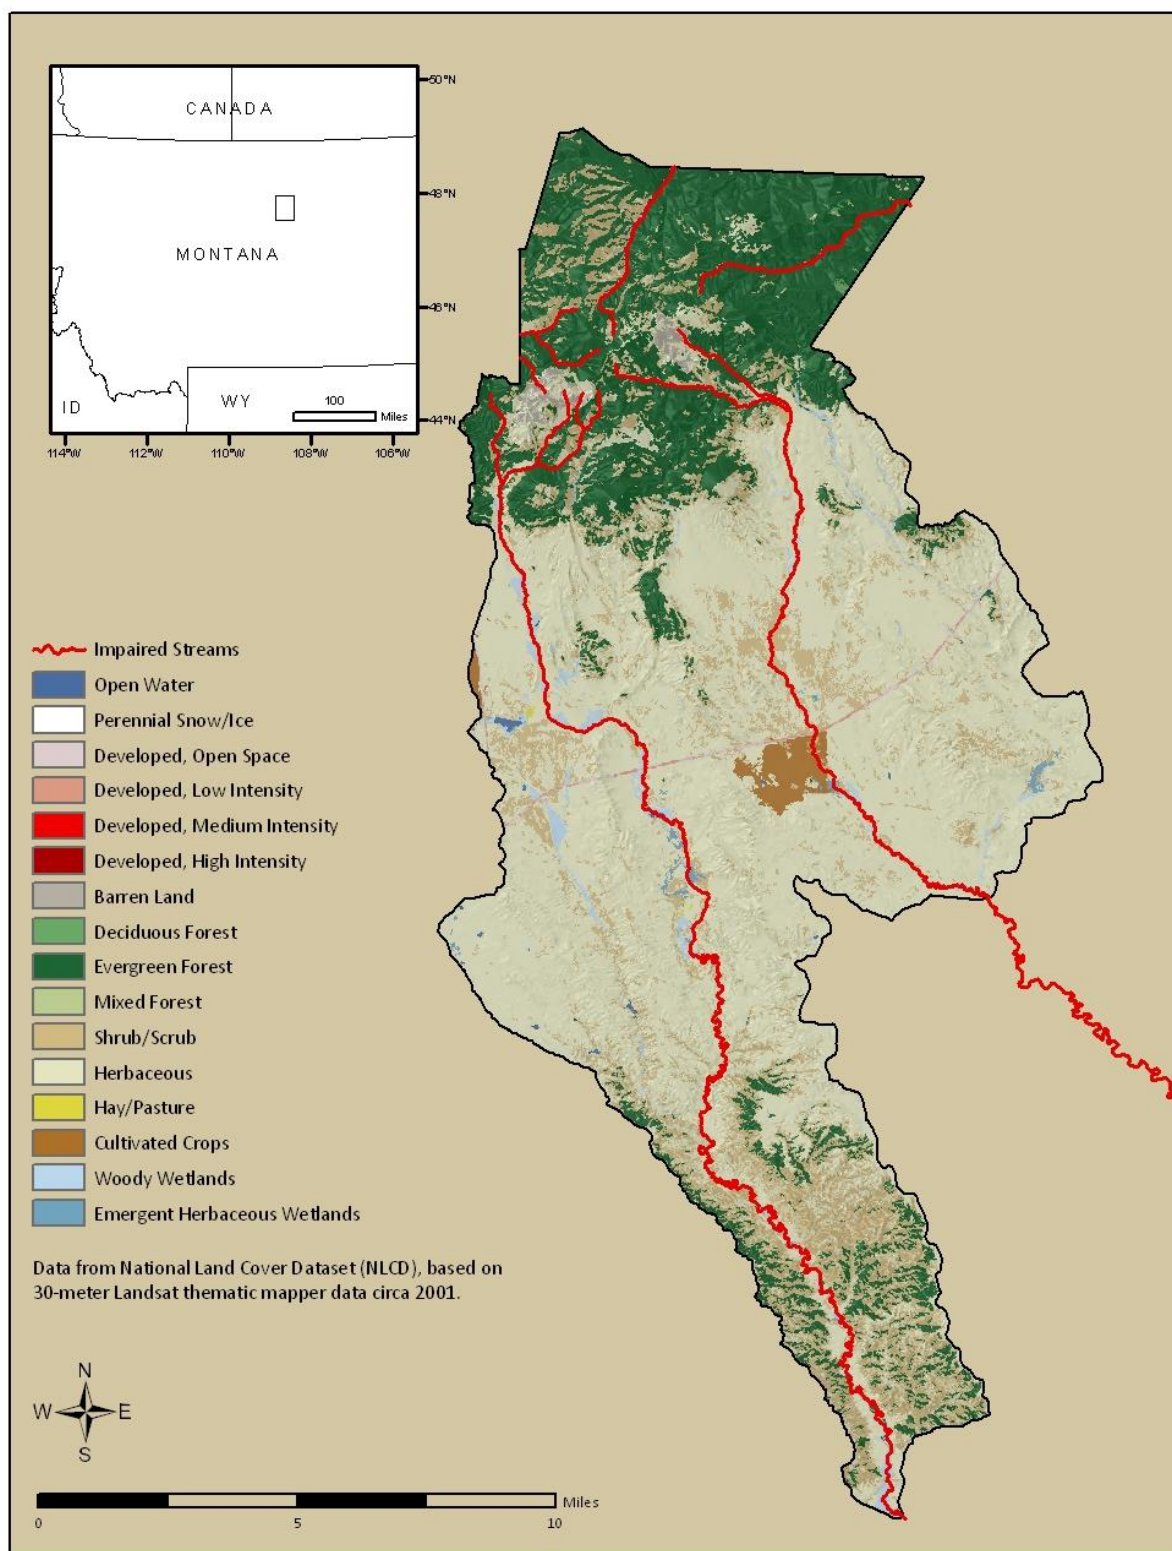 CANADA
MONTANA
ID
WY
100
Miles
50°N
48°N
46°N
44°N
114°W
112°W
110°W
108°W
106°W
Impaired Streams
Open Water
Perennial Snow/Ice
Developed, Open Space
Developed, Low Intensity
Developed, Medium Intensity
Developed, High Intensity
Barren Land
Deciduous Forest
Evergreen Forest
Mixed Forest
Shrub/Scrub
Herbaceous
Hay/Pasture
Cultivated Crops
Woody Wetlands
Emergent Herbaceous Wetlands
Data from National Land Cover Dataset (NLCD), based on
30-meter Landsat thematic mapper data circa 2001.
N
W E
S
Miles
0 5 10